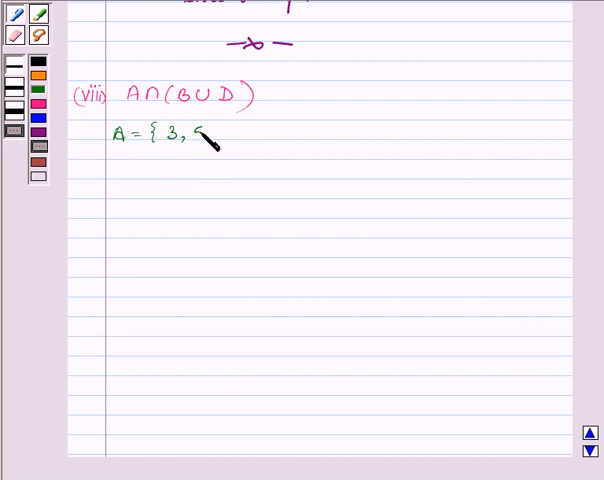 (viii) A∩(B∪D)
A = { 3, 5